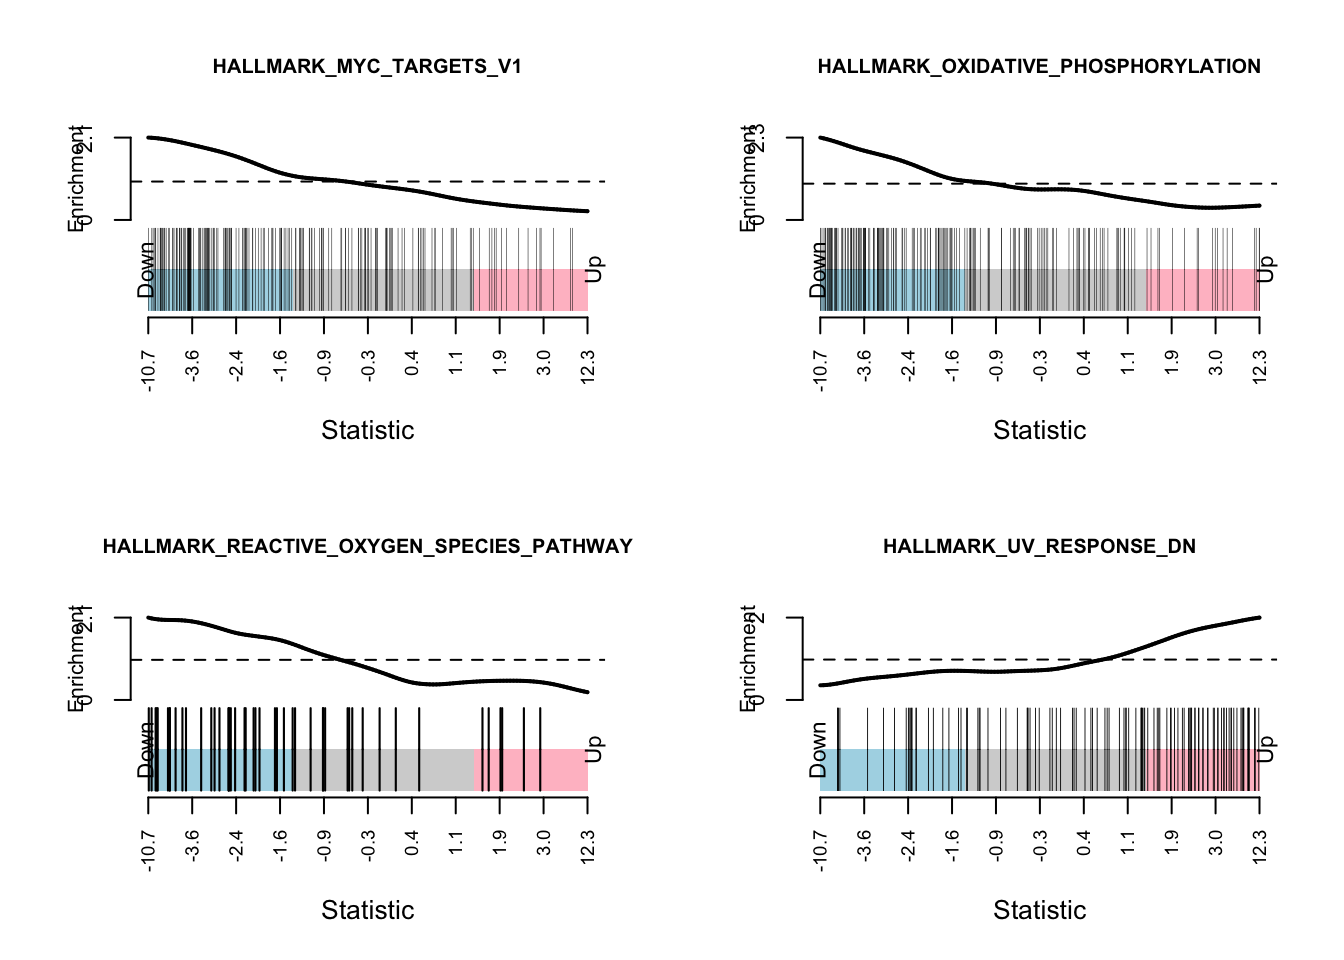 HALLMARK_MYC_TARGETS_V1
Enrichment
0 2.1
Down
Up
-10.7 -3.6 -2.4 -1.6 -0.9 -0.3 0.4 1.1 1.9 3.0 12.3
Statistic
HALLMARK_OXIDATIVE_PHOSPHORYLATION
Enrichment
0 2.3
Down
Up
-10.7 -3.6 -2.4 -1.6 -0.9 -0.3 0.4 1.1 1.9 3.0 12.3
Statistic
HALLMARK_REACTIVE_OXYGEN_SPECIES_PATHWAY
Enrichment
0 2.1
Down
Up
-10.7 -3.6 -2.4 -1.6 -0.9 -0.3 0.4 1.1 1.9 3.0 12.3
Statistic
HALLMARK_UV_RESPONSE_DN
Enrichment
0 2
Down
Up
-10.7 -3.6 -2.4 -1.6 -0.9 -0.3 0.4 1.1 1.9 3.0 12.3
Statistic